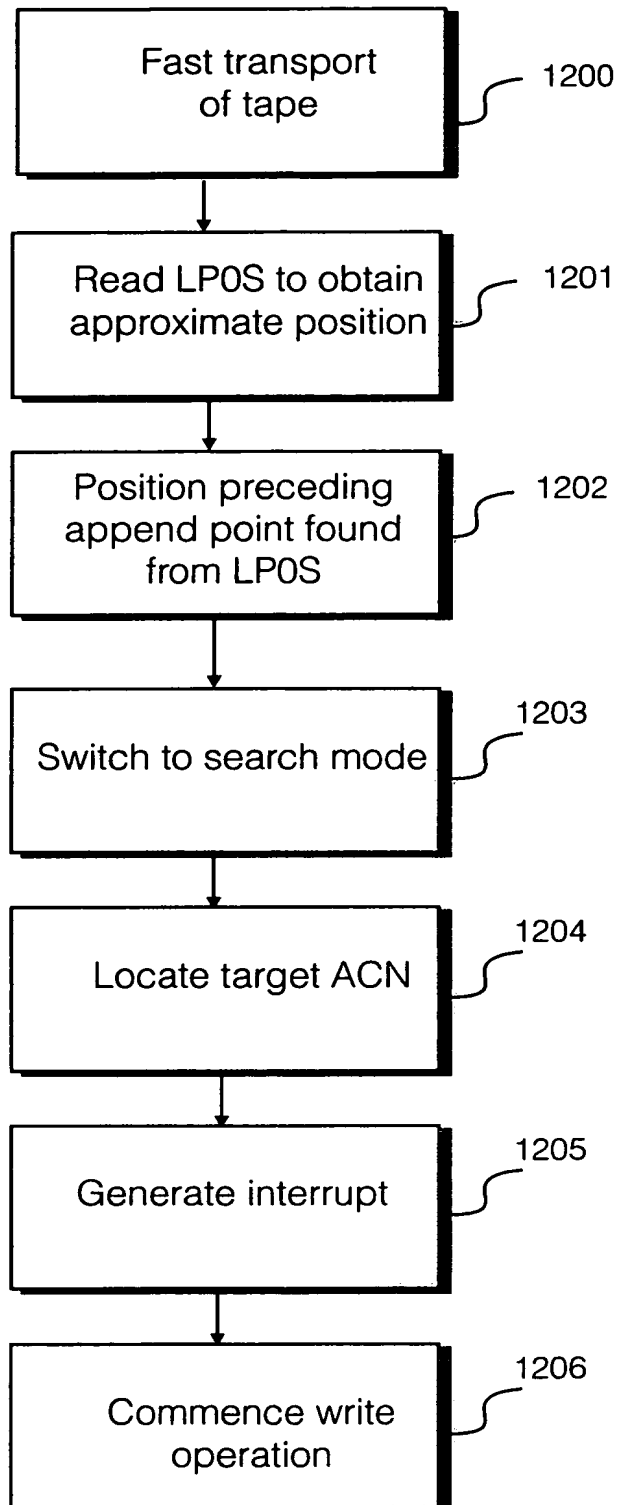 Fast transport
of tape
1200
Read LP0S to obtain
approximate position
1201
Position preceding
append point found
from LP0S
1202
Switch to search mode
1203
Locate target ACN
1204
Generate interrupt
1205
Commence write
operation
1206